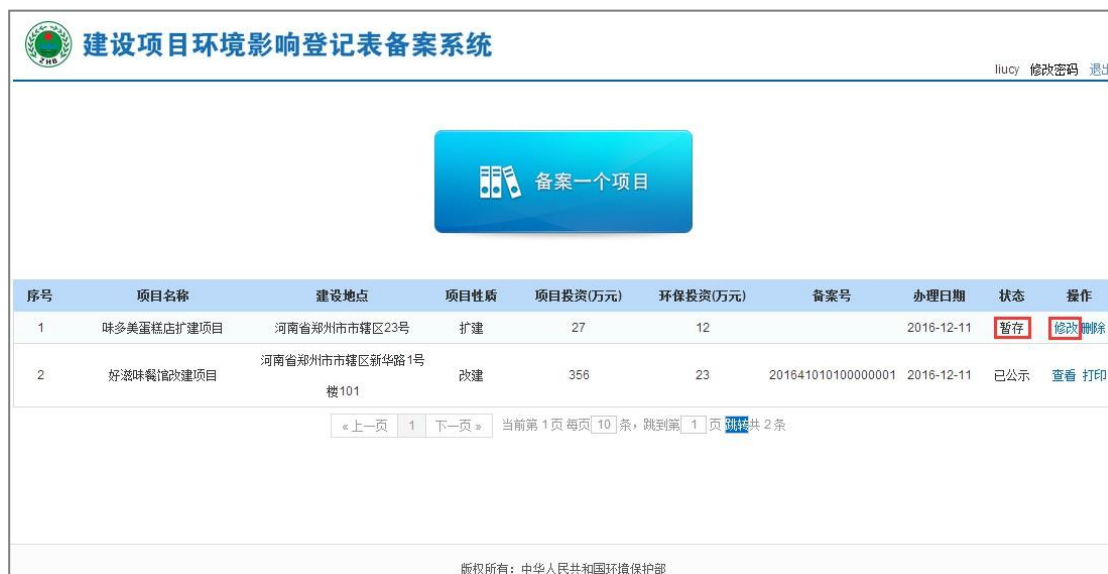 ZHB
建设项目环境影响登记表备案系统
liucy 修改密码 退出
备案一个项目
序号 项目名称 建设地点 项目性质 项目投资(万元) 环保投资(万元) 备案号 办理日期 状态 操作
1 味多美蛋糕店扩建项目 河南省郑州市市辖区23号 扩建 27 12 2016-12-11 暂存 修改 删除
2 好滋味餐馆改建项目 河南省郑州市市辖区新华路1号
楼101 改建 356 23 201641010100000001 2016-12-11 已公示 查看 打印
«上一页 1 下一页» 当前第 1 页 每页 10 条，跳到第 1 页 跳转 共 2 条
版权所有：中华人民共和国环境保护部